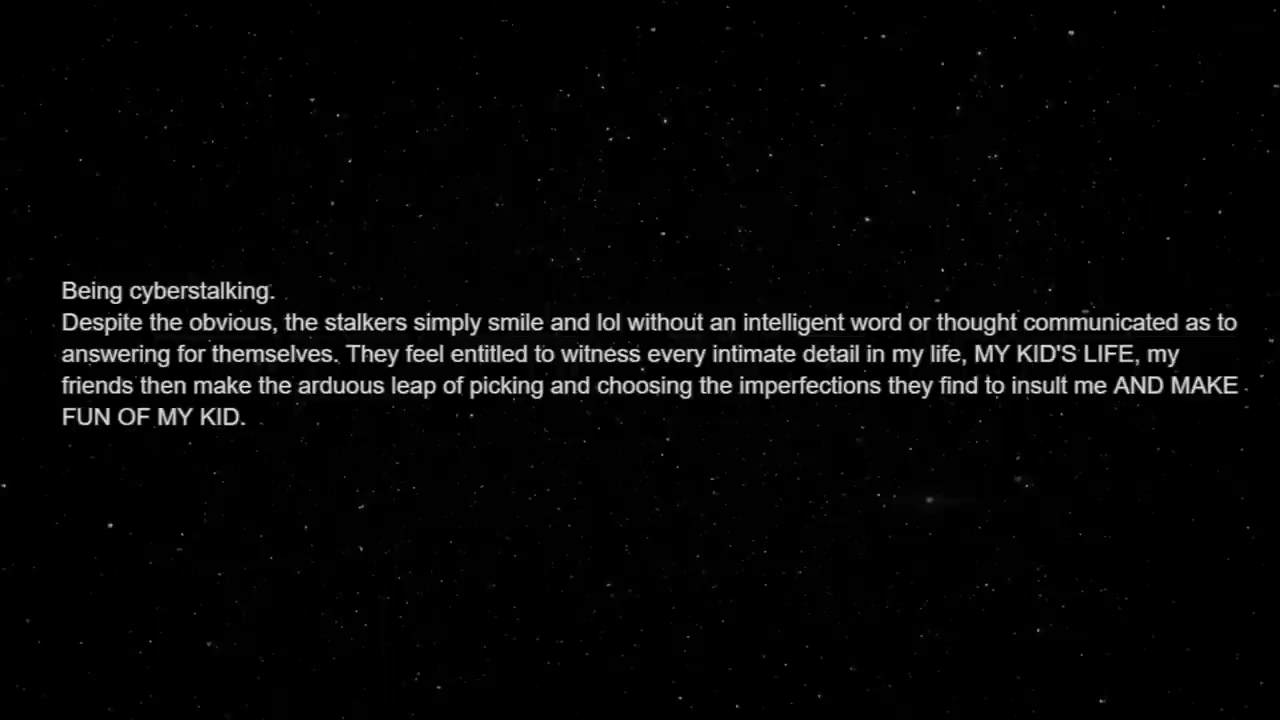 Being cyberstalking.
Despite the obvious, the stalkers simply smile and lol without an intelligent word or thought communicated as to
answering for themselves. They feel entitled to witness every intimate detail in my life, MY KID'S LIFE, my
friends then make the arduous leap of picking and choosing the imperfections they find to insult me AND MAKE
FUN OF MY KID.